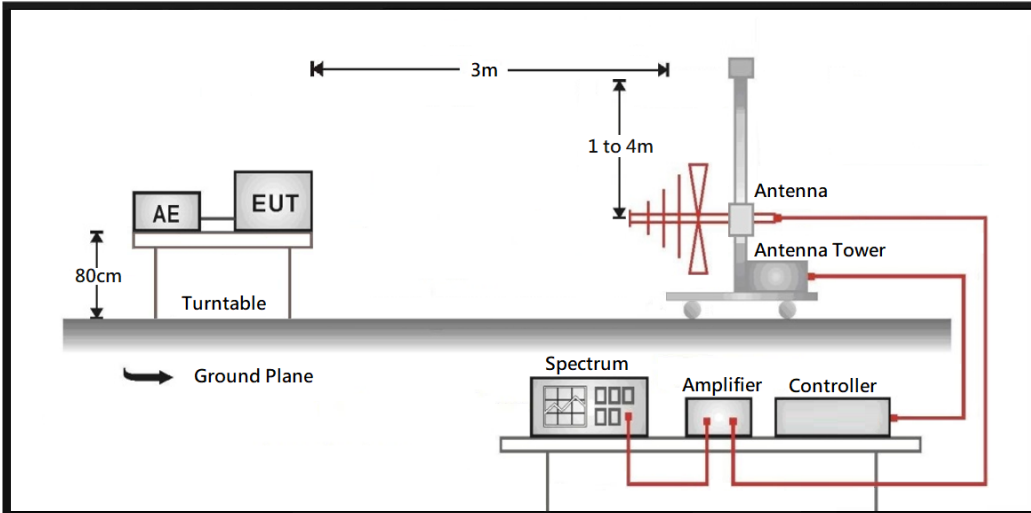 3m
1 to 4m
Antenna
AE
EUT
80cm
Antenna Tower
Turntable
Ground Plane
Spectrum
Amplifier
Controller